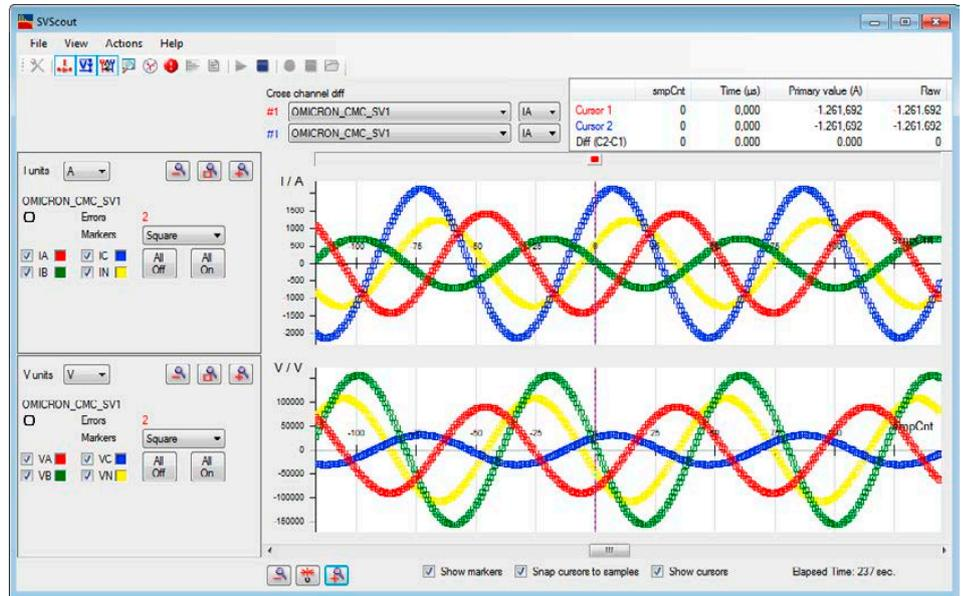 SVScout
File View Actions Help
Cross channel diff
#1 OMICRON_CMC_SV1 IA
#1 OMICRON_CMC_SV1 IA
smpCnt Time (µs) Primary value (A) Raw
Cursor 1 0 0,000 -1.261,692 -1.261.692
Cursor 2 0 0,000 -1.261,692 -1.261.692
Diff (C2-C1) 0 0.000 0.000 0
I units A
OMICRON_CMC_SV1
Errors 2
Markers Square
IA IC All Off All On
IB IN
I / A
1500
1000
500
0
-500
-1000
-1500
-2000
-100 -75 -50 -25 0 25 50 75 100
smpCnt
V units V
OMICRON_CMC_SV1
Errors 2
Markers Square
VA VC All Off All On
VB VN
V / V
100000
50000
0
-50000
-100000
-150000
-100 -50 -25 25 50
smpCnt
Show markers Snap cursors to samples Show cursors Elapsed Time: 237 sec.